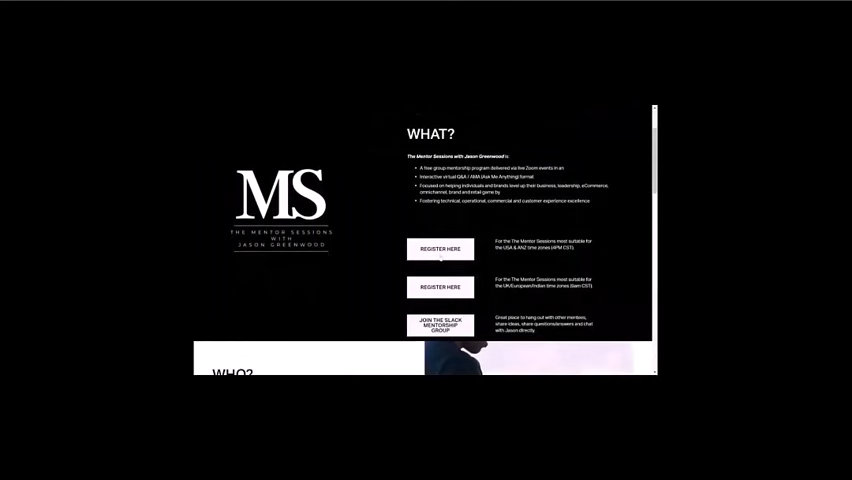 MS
THE MENTOR SESSIONS
WITH
JASON GREENWOOD
WHAT?
The Mentor Sessions with Jason Greenwood is:
• A free group mentorship program delivered via live Zoom events in an
• Interactive virtual Q&A / AMA (Ask Me Anything) format
• Focused on helping individuals and brands level up their business, leadership, eCommerce,
omnichannel, brand and retail game by
• Fostering technical, operational, commercial and customer experience excellence
REGISTER HERE
For the The Mentor Sessions most suitable for
the USA & ANZ time zones (4PM CST).
REGISTER HERE
For the The Mentor Sessions most suitable for
the UK/European/Indian time zones (9am CST).
JOIN THE SLACK
MENTORSHIP
GROUP
Great place to hang out with other mentees,
share ideas, share questions/answers and chat
with Jason directly.
WHO?